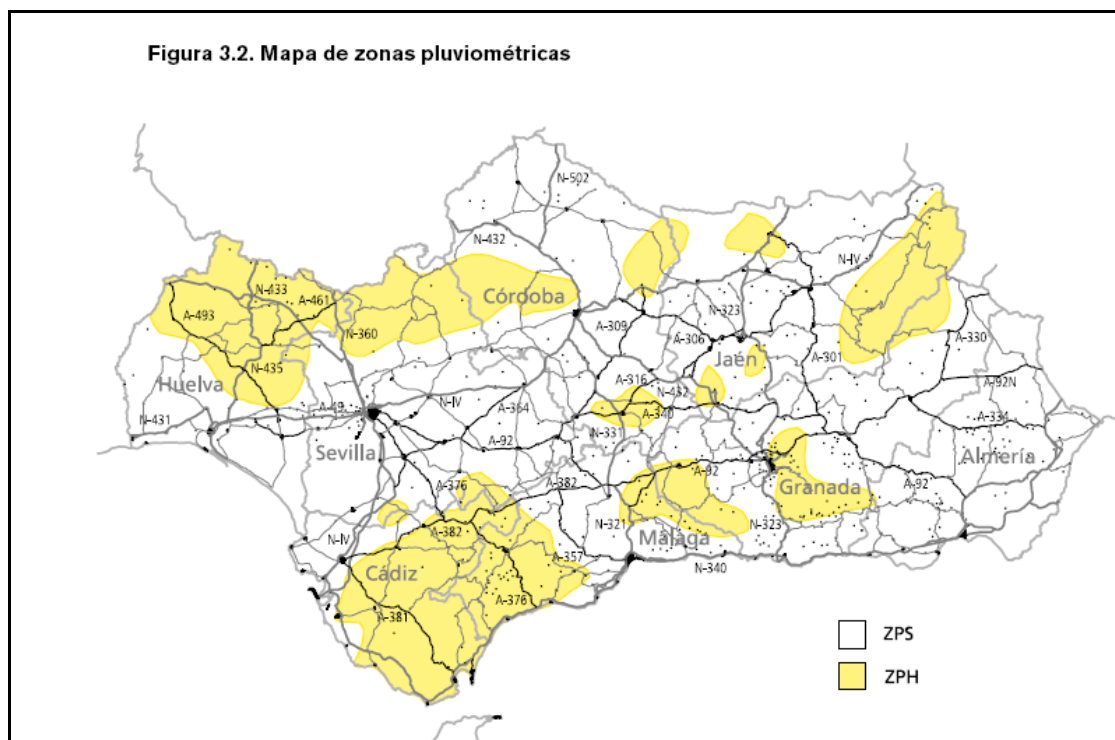 Figura 3.2. Mapa de zonas pluviométricas
N-502
N-432
N-IV
N-433
A-461
Córdoba
A-493
N-360
A-309
N-323
A-306
Jaén
A-330
N-435
A-301
Huelva
A-316
N-432
A-92N
N-431
A-49
N-IV
A-364
A-340
A-334
N-331
Sevilla
A-92
Almería
A-376
A-382
A-92
Granada
A-92
N-IV
A-382
N-321
Málaga
N-323
A-357
N-340
Cádiz
A-376
A-381
ZPS
ZPH